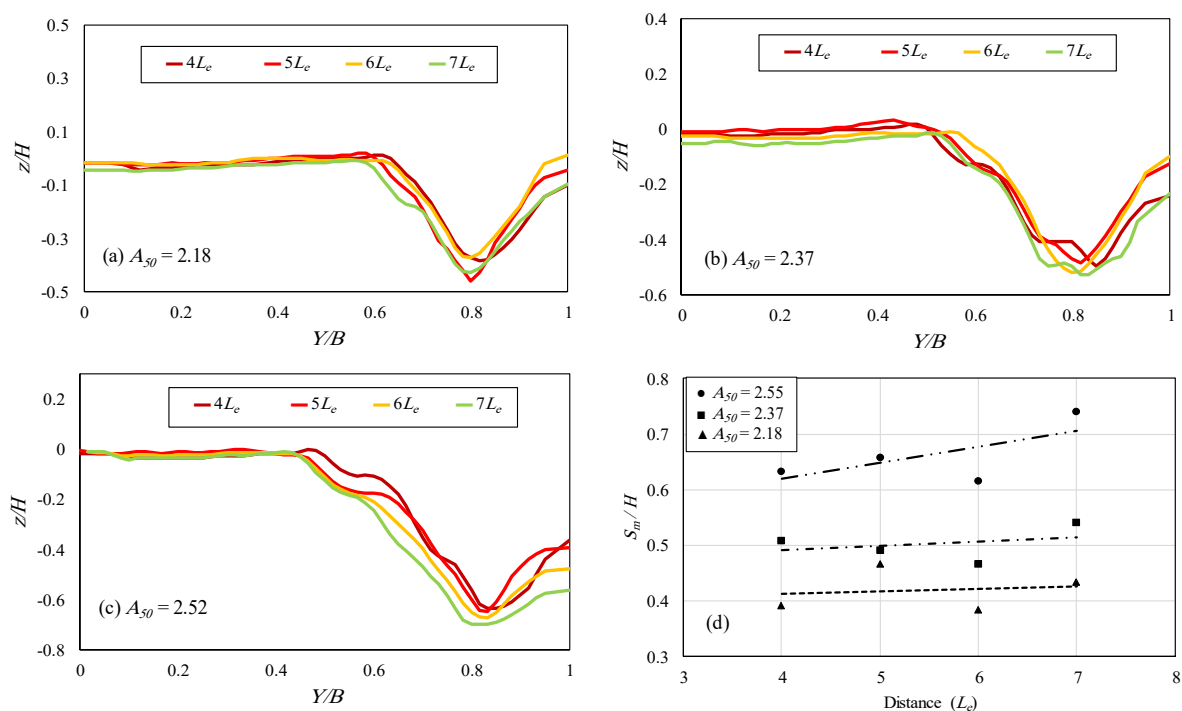 0.5
0.3
0.1
-0.1
-0.3
-0.5
z/H
4Le 5Le 6Le 7Le
(a) A50 = 2.18
0 0.2 0.4 0.6 0.8 1
Y/B
0.4
0.2
0
-0.2
-0.4
-0.6
z/H
4Le 5Le 6Le 7Le
(b) A50 = 2.37
0 0.2 0.4 0.6 0.8 1
Y/B
0.2
0
-0.2
-0.4
-0.6
-0.8
z/H
4Le 5Le 6Le 7Le
(c) A50 = 2.52
0 0.2 0.4 0.6 0.8 1
Y/B
0.8
0.7
0.6
0.5
0.4
0.3
Sm / H
A50 = 2.55
A50 = 2.37
A50 = 2.18
(d)
3 4 5 6 7 8
Distance (Le)